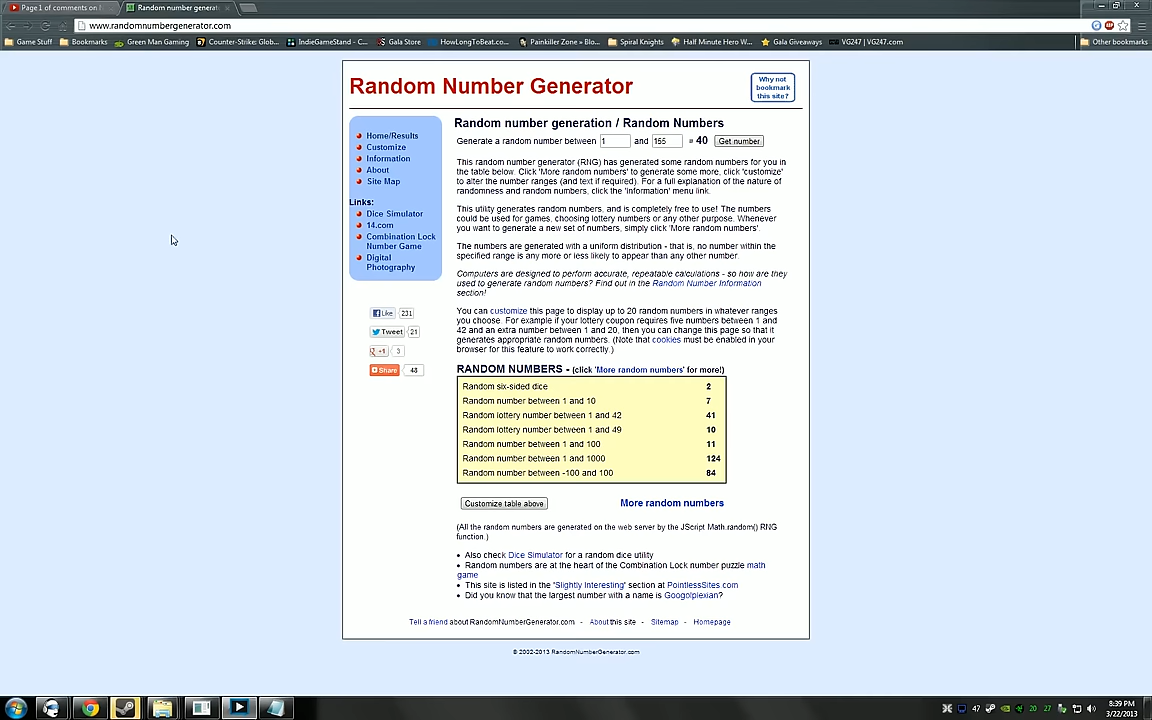 Page 1 of comments on
Random number generat
www.randomnumbergenerator.com
Game Stuff Bookmarks Green Man Gaming Counter-Strike: Glob... IndieGameStand - C... Gala Store HowLongToBeat.co... Painkiller Zone » Blo... Spiral Knights Half Minute Hero W... Gala Giveaways VG247 | VG247.com Other bookmarks
Random Number Generator
Why not
bookmark
this site?
Home/Results
Customize
Information
About
Site Map
Links:
Dice Simulator
14.com
Combination Lock
Number Game
Digital
Photography
Like 231
Tweet 21
+1 3
Share 48
Random number generation / Random Numbers
Generate a random number between 1 and 155 = 40 Get number
This random number generator (RNG) has generated some random numbers for you in
the table below. Click 'More random numbers' to generate some more, click 'customize'
to alter the number ranges (and text if required). For a full explanation of the nature of
randomness and random numbers, click the 'information' menu link.
This utility generates random numbers, and is completely free to use! The numbers
could be used for games, choosing lottery numbers or any other purpose. Whenever
you want to generate a new set of numbers, simply click 'More random numbers'.
The numbers are generated with a uniform distribution - that is, no number within the
specified range is any more or less likely to appear than any other number.
Computers are designed to perform accurate, repeatable calculations - so how are they
used to generate random numbers? Find out in the Random Number Information
section!
You can customize this page to display up to 20 random numbers in whatever ranges
you choose. For example if your lottery coupon requires five numbers between 1 and
42 and an extra number between 1 and 20, then you can change this page so that it
generates appropriate random numbers. (Note that cookies must be enabled in your
browser for this feature to work correctly.)
RANDOM NUMBERS - (click 'More random numbers' for more!)
Random six-sided dice 2
Random number between 1 and 10 7
Random lottery number between 1 and 42 41
Random lottery number between 1 and 49 10
Random number between 1 and 100 11
Random number between 1 and 1000 124
Random number between -100 and 100 84
Customize table above More random numbers
(All the random numbers are generated on the web server by the JScript Math.random() RNG
function.)
• Also check Dice Simulator for a random dice utility
• Random numbers are at the heart of the Combination Lock number puzzle math
game
• This site is listed in the 'Slightly Interesting' section at PointlessSites.com
• Did you know that the largest number with a name is Googolplexian?
Tell a friend about RandomNumberGenerator.com - About this site - Sitemap - Homepage
© 2002-2013 RandomNumberGenerator.com
47 20 27 8:39 PM
3/22/2013